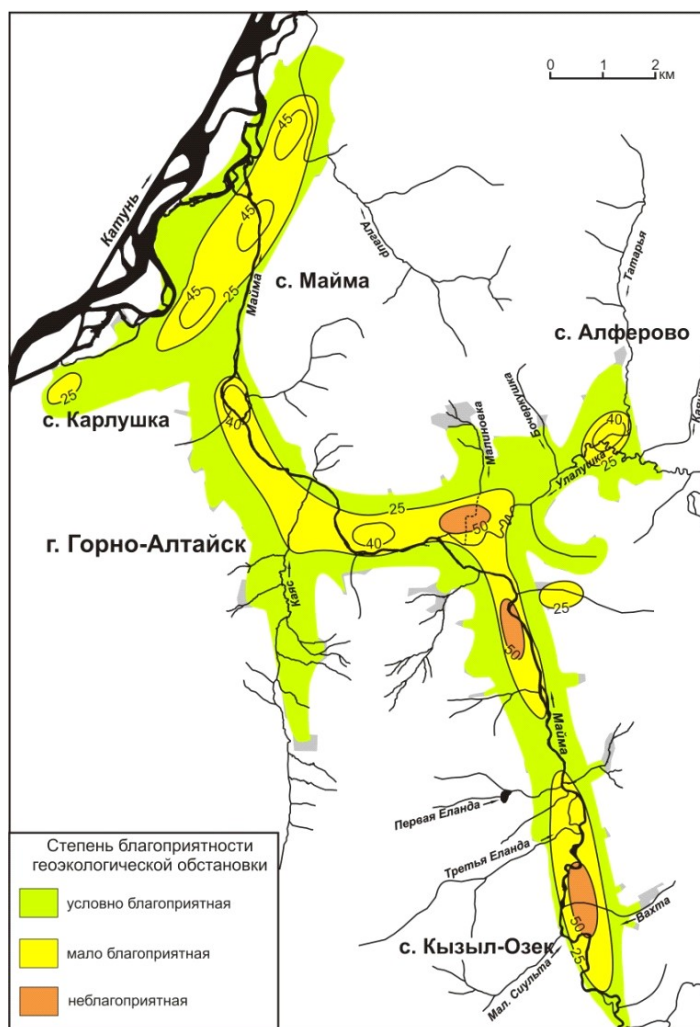 0 1 2
км
45
Катунь
45
Алгаир
Татарья
с. Майма
45
25
Майма
с. Алферово
25
с. Карлушка
40
Малиновка
Бочеркушка
40
Улалушка
25
25
г. Горно-Алтайск
40
50
Каяс
25
50
Майма
Первая Еланда
Третья Еланда
Вахта
50
с. Кызыл-Озек
25
Мал. Сиульта
Степень благоприятности
геоэкологической обстановки
условно благоприятная
мало благоприятная
неблагоприятная